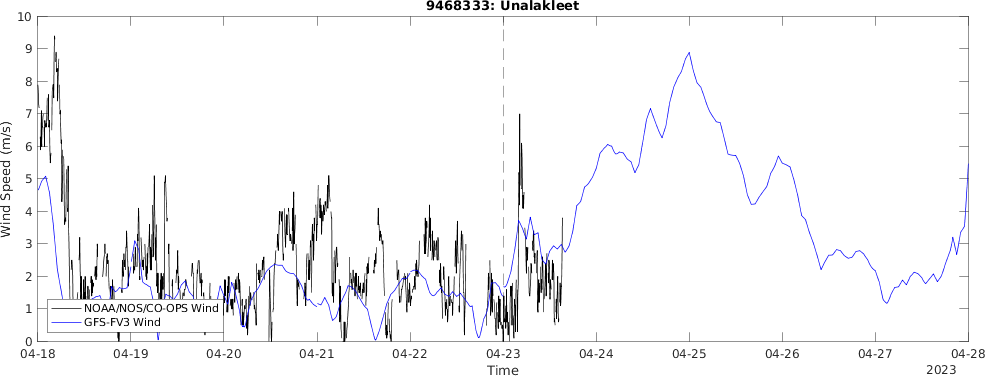 9468333: Unalakleet
10
9
8
7
6
5
4
3
2
1
0
Wind Speed (m/s)
NOAA/NOS/CO-OPS Wind
GFS-FV3 Wind
04-18 04-19 04-20 04-21 04-22 04-23 04-24 04-25 04-26 04-27 04-28
Time
2023